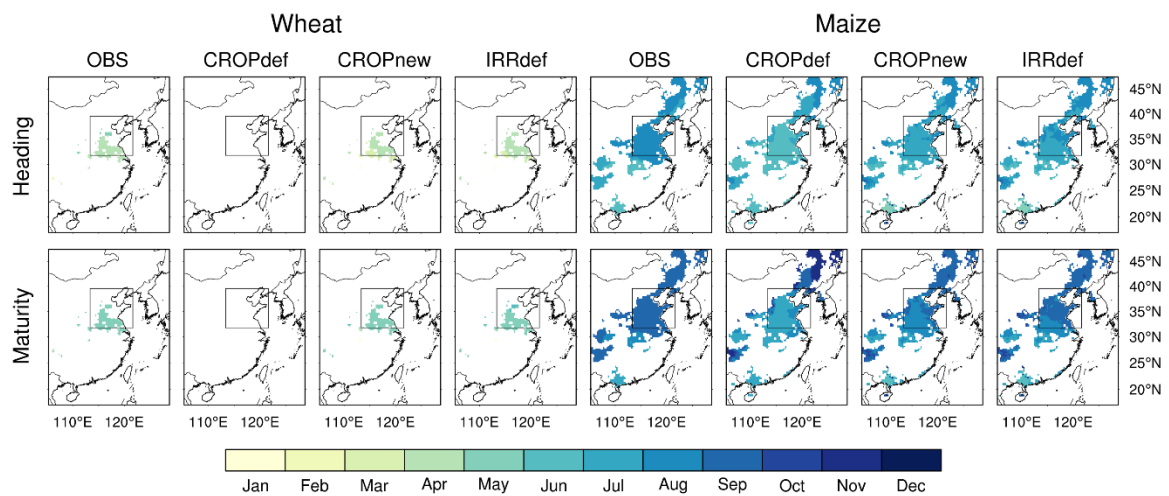 Wheat Maize
OBS CROPdef CROPnew IRRdef OBS CROPdef CROPnew IRRdef
Heading
45°N
40°N
35°N
30°N
25°N
20°N
Maturity
45°N
40°N
35°N
30°N
25°N
20°N
110°E 120°E 110°E 120°E 110°E 120°E 110°E 120°E 110°E 120°E 110°E 120°E 110°E 120°E 110°E 120°E
Jan Feb Mar Apr May Jun Jul Aug Sep Oct Nov Dec